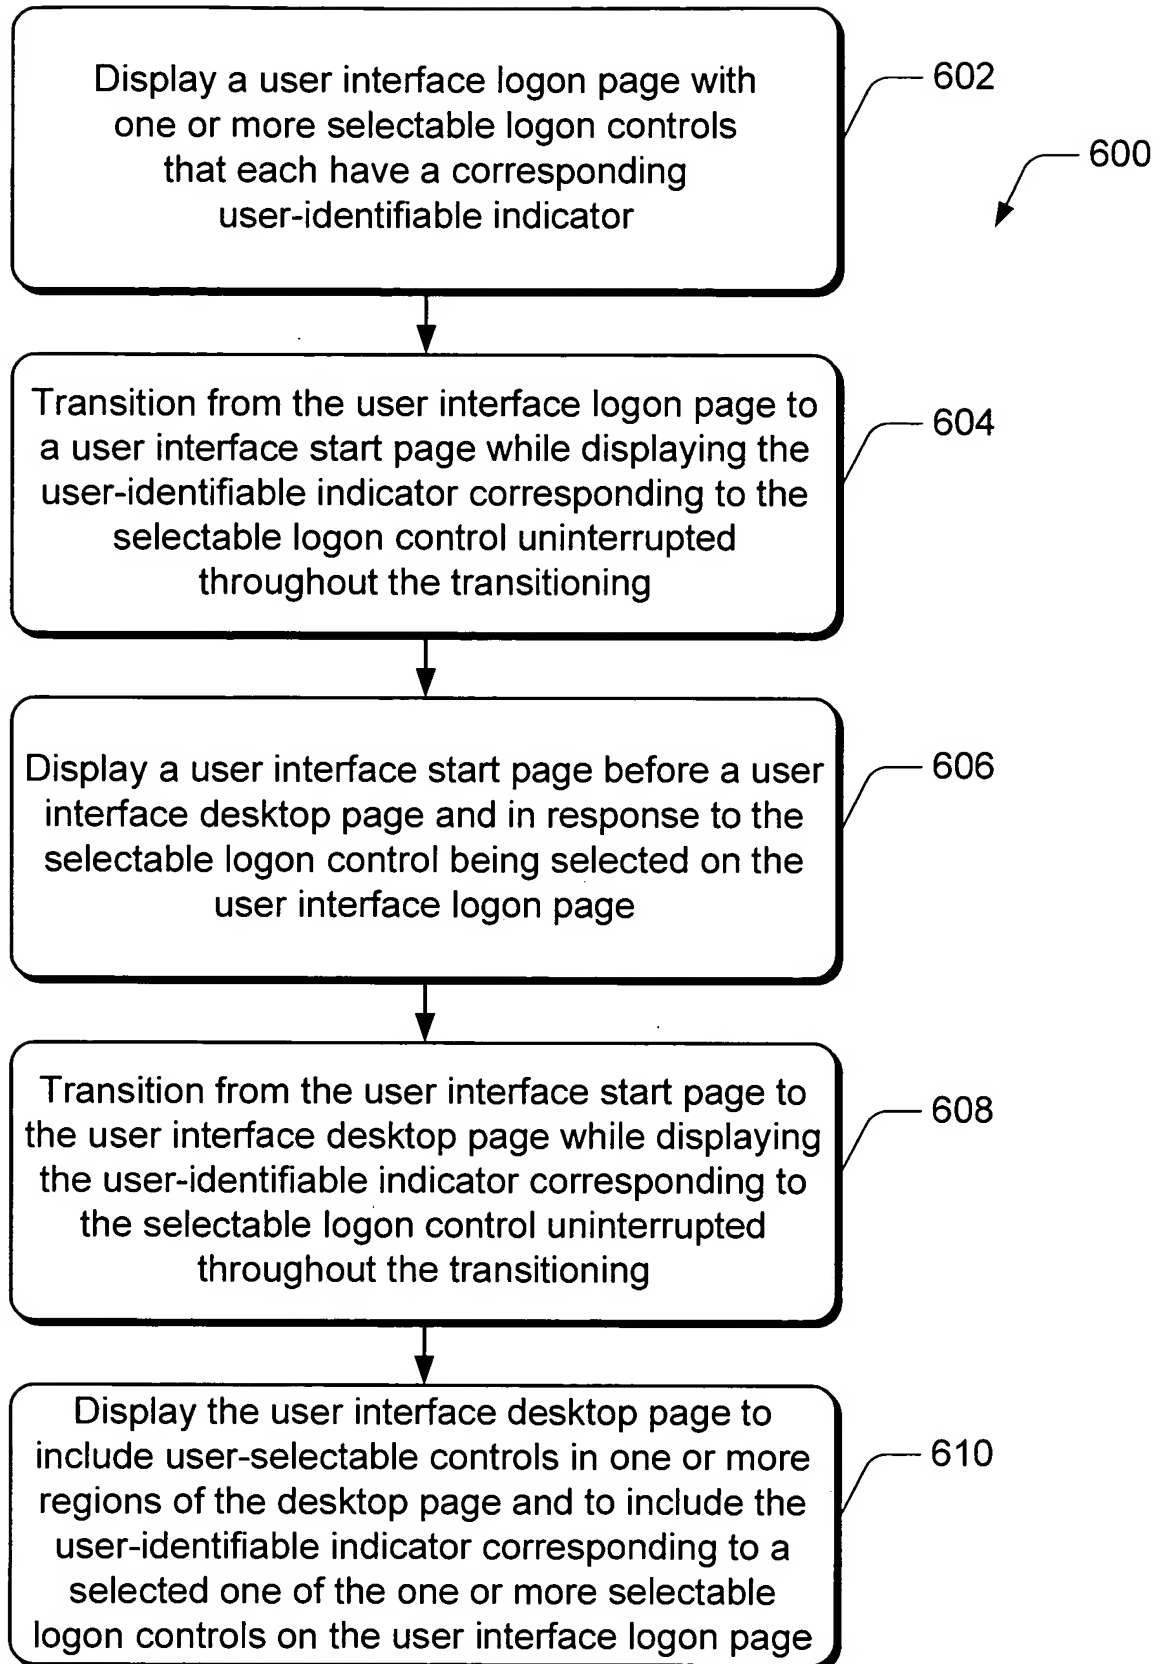 Display a user interface logon page with
one or more selectable logon controls
that each have a corresponding
user-identifiable indicator
602
600
Transition from the user interface logon page to
a user interface start page while displaying the
user-identifiable indicator corresponding to the
selectable logon control uninterrupted
throughout the transitioning
604
Display a user interface start page before a user
interface desktop page and in response to the
selectable logon control being selected on the
user interface logon page
606
Transition from the user interface start page to
the user interface desktop page while displaying
the user-identifiable indicator corresponding to
the selectable logon control uninterrupted
throughout the transitioning
608
Display the user interface desktop page to
include user-selectable controls in one or more
regions of the desktop page and to include the
user-identifiable indicator corresponding to a
selected one of the one or more selectable
logon controls on the user interface logon page
610